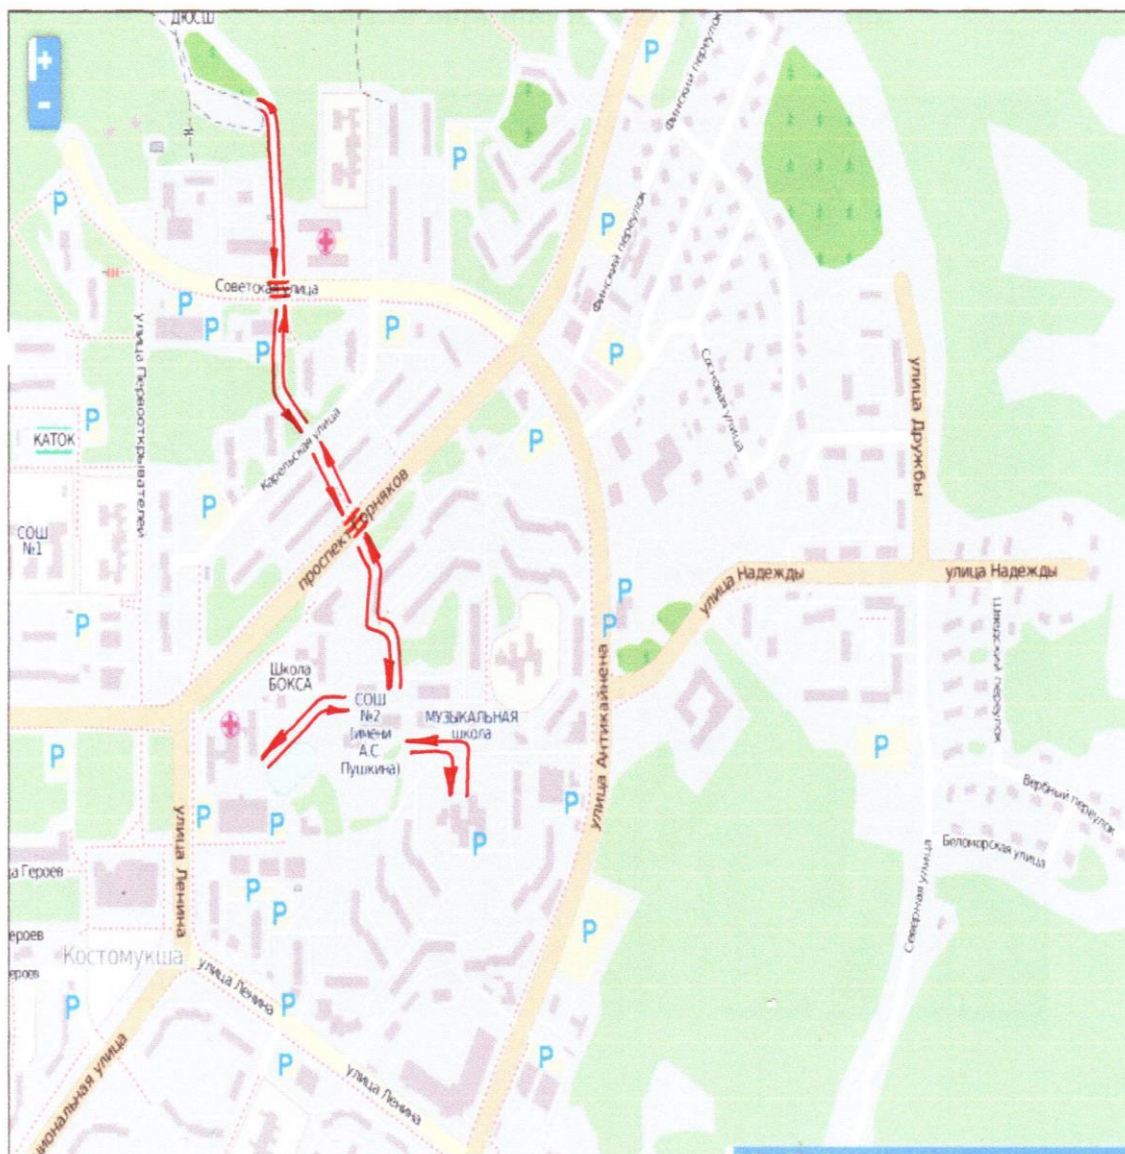 ДЮСШ
+
-
P
Финский переулок
P
P
Финский переулок
P
Советская улица
P
P
P
P
P
улица Первооткрывателей
Сосновая улица
улица Дружбы
КАТОК
P
Карельская улица
P
P
проспект Горняков
СОШ
№1
улица Надежды
улица Надежды
P
P
P
Школа
БОКСА
СОШ
№2
(имени
А.С.
Пушкина)
МУЗЫКАЛЬНАЯ
школа
улица Антикайнена
P
P
Вербный переулок
P
P
P
P
улица Ленина
Беломорская улица
Северная улица
P
P
P
Костомукша
улица Ленина
P
P
P
P
улица Ленина